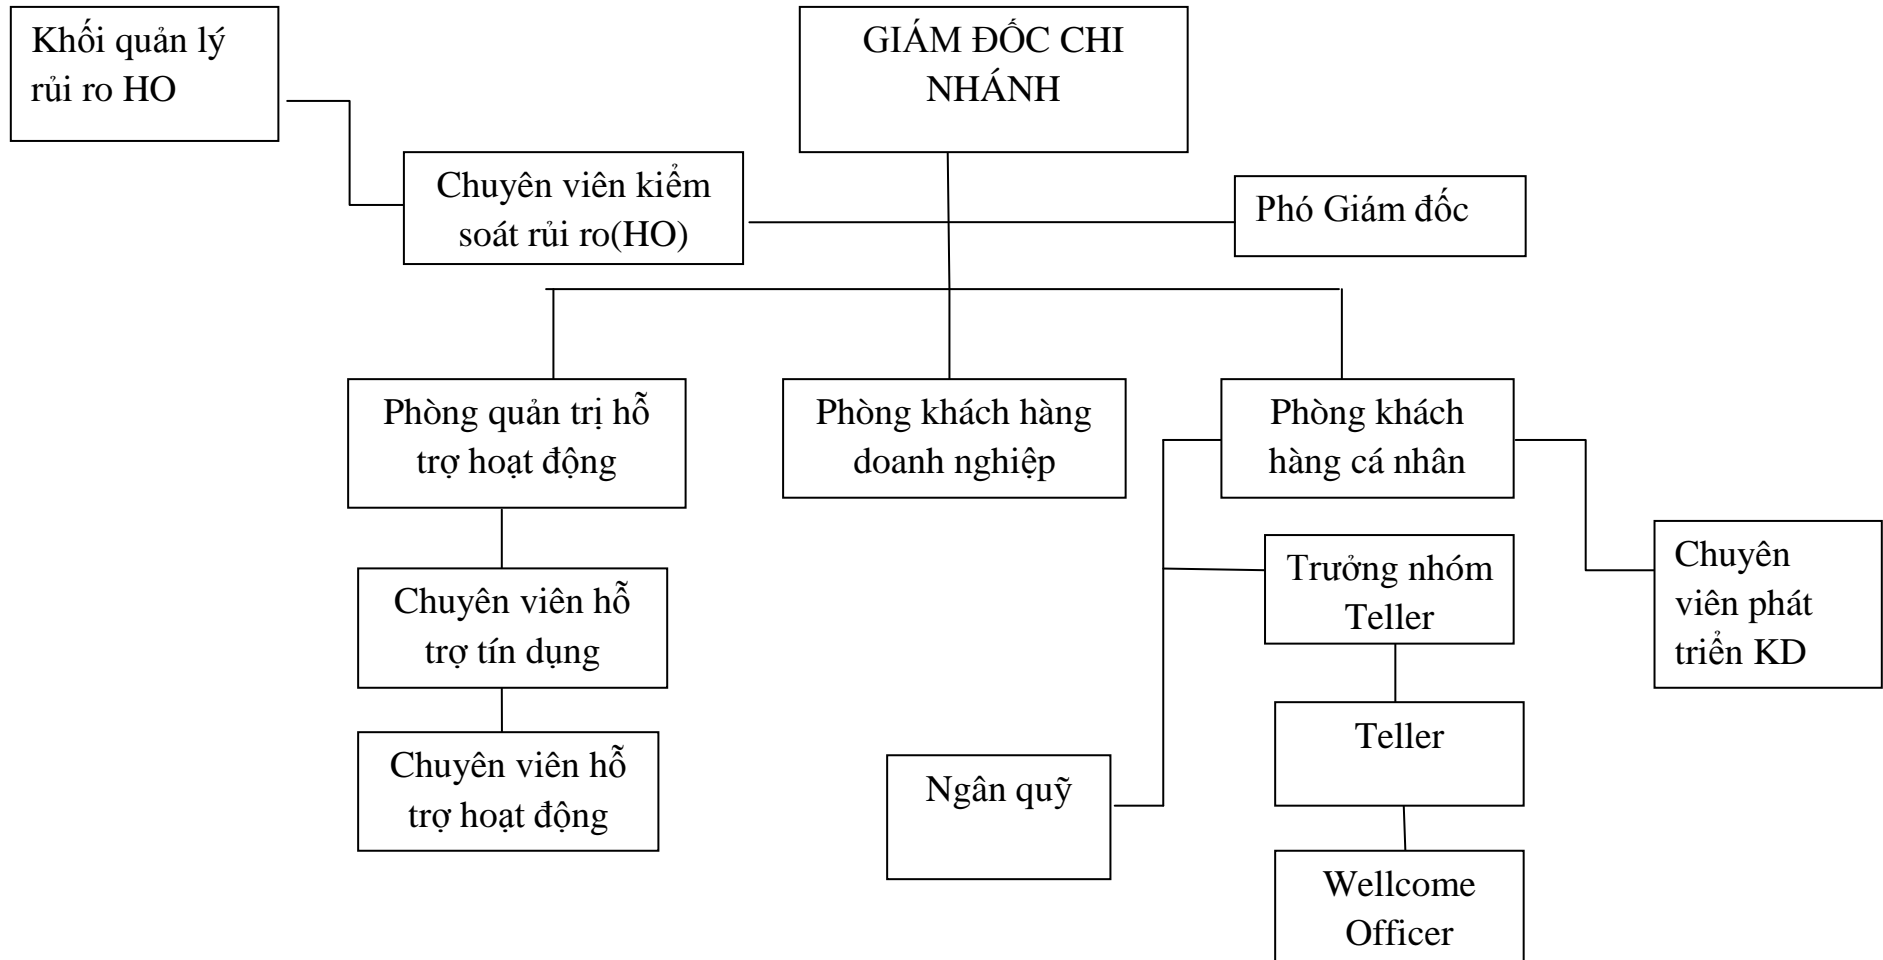 Khối quản lý
rủi ro HO
GIÁM ĐỐC CHI
NHÁNH
Chuyên viên kiểm
soát rủi ro(HO)
Phó Giám đốc
Phòng quản trị hỗ
trợ hoạt động
Phòng khách hàng
doanh nghiệp
Phòng khách
hàng cá nhân
Chuyên viên hỗ
trợ tín dụng
Trưởng nhóm
Teller
Chuyên
viên phát
triển KD
Chuyên viên hỗ
trợ hoạt động
Ngân quỹ
Teller
Wellcome
Officer